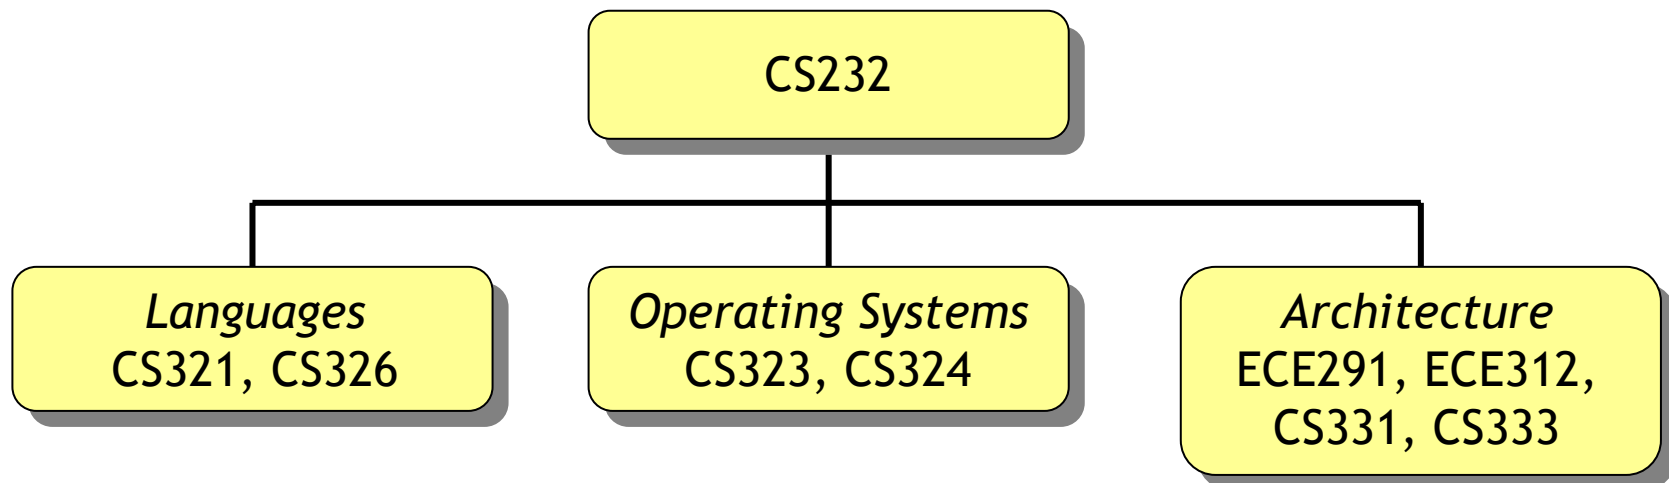 CS232
Languages
CS321, CS326
Operating Systems
CS323, CS324
Architecture
ECE291, ECE312,
CS331, CS333